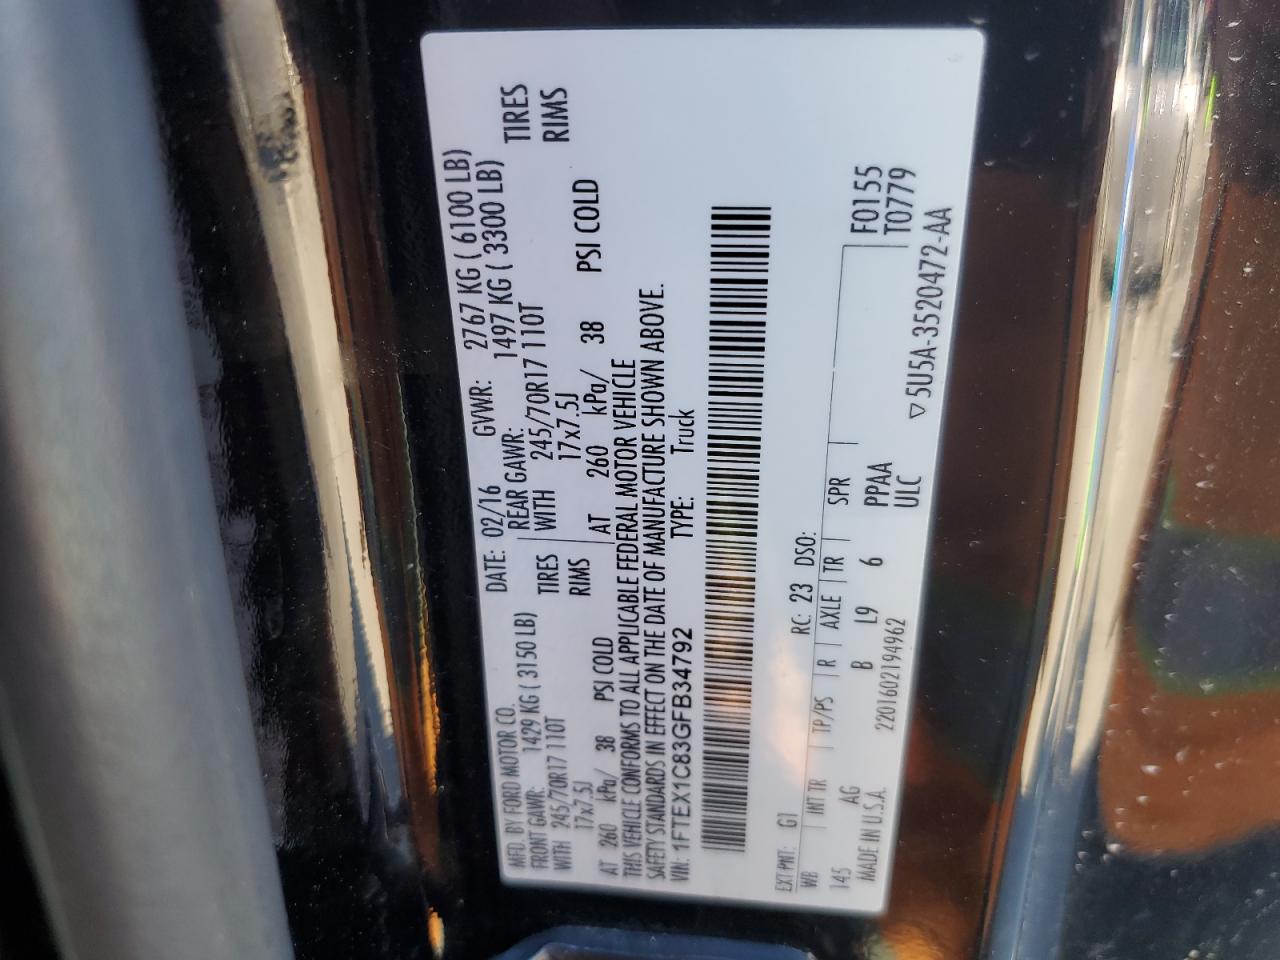 MFD. BY FORD MOTOR CO.
DATE: 02/16 GVWR: 2767 KG ( 6100 LB)
FRONT GAWR: 1429 KG ( 3150 LB) REAR GAWR: 1497 KG ( 3300 LB)
WITH 245/70R17 110T TIRES WITH 245/70R17 110T TIRES
17x7.5J RIMS 17x7.5J RIMS
AT 260 kPa/ 38 PSI COLD AT 260 kPa/ 38 PSI COLD
THIS VEHICLE CONFORMS TO ALL APPLICABLE FEDERAL MOTOR VEHICLE
SAFETY STANDARDS IN EFFECT ON THE DATE OF MANUFACTURE SHOWN ABOVE.
VIN: 1FTEX1C83GFB34792 TYPE: Truck
EXT PNT: G1 RC: 23 DSO:
WB INT TR TP/PS R AXLE TR SPR
145 AG B L9 6 PPAA
F0155
MADE IN U.S.A. 2201602194962 ULC
T0779
▽5U5A-3520472-AA